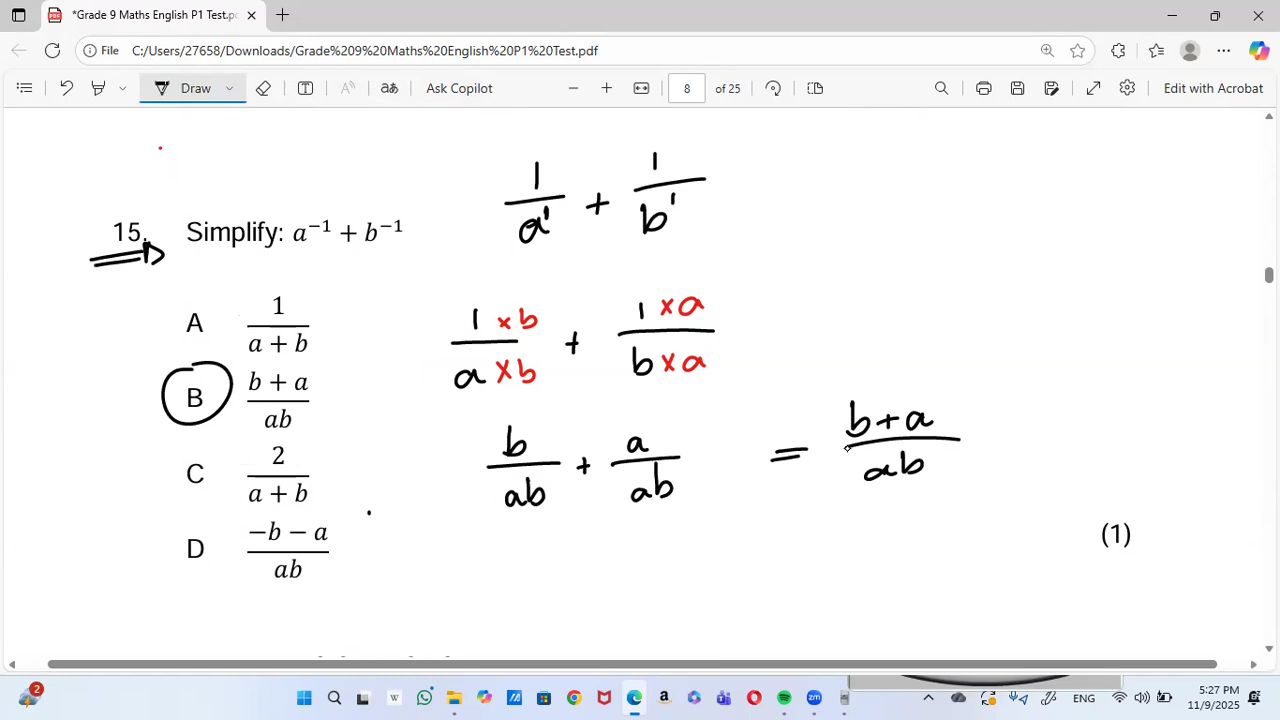 *Grade 9 Maths English P1 Test.pd
File C:/Users/27658/Downloads/Grade%209%20Maths%20English%20P1%20Test.pdf
Draw Ask Copilot 8 of 25 Edit with Acrobat
1/a¹ + 1/b¹
15. Simplify: a⁻¹ + b⁻¹
A 1/(a + b)
1×b/a×b + 1×a/b×a
B (b + a)/ab
b/ab + a/ab = (b+a)/ab
C 2/(a + b)
D (−b − a)/ab
(1)
2 ENG 5:27 PM
11/9/2025